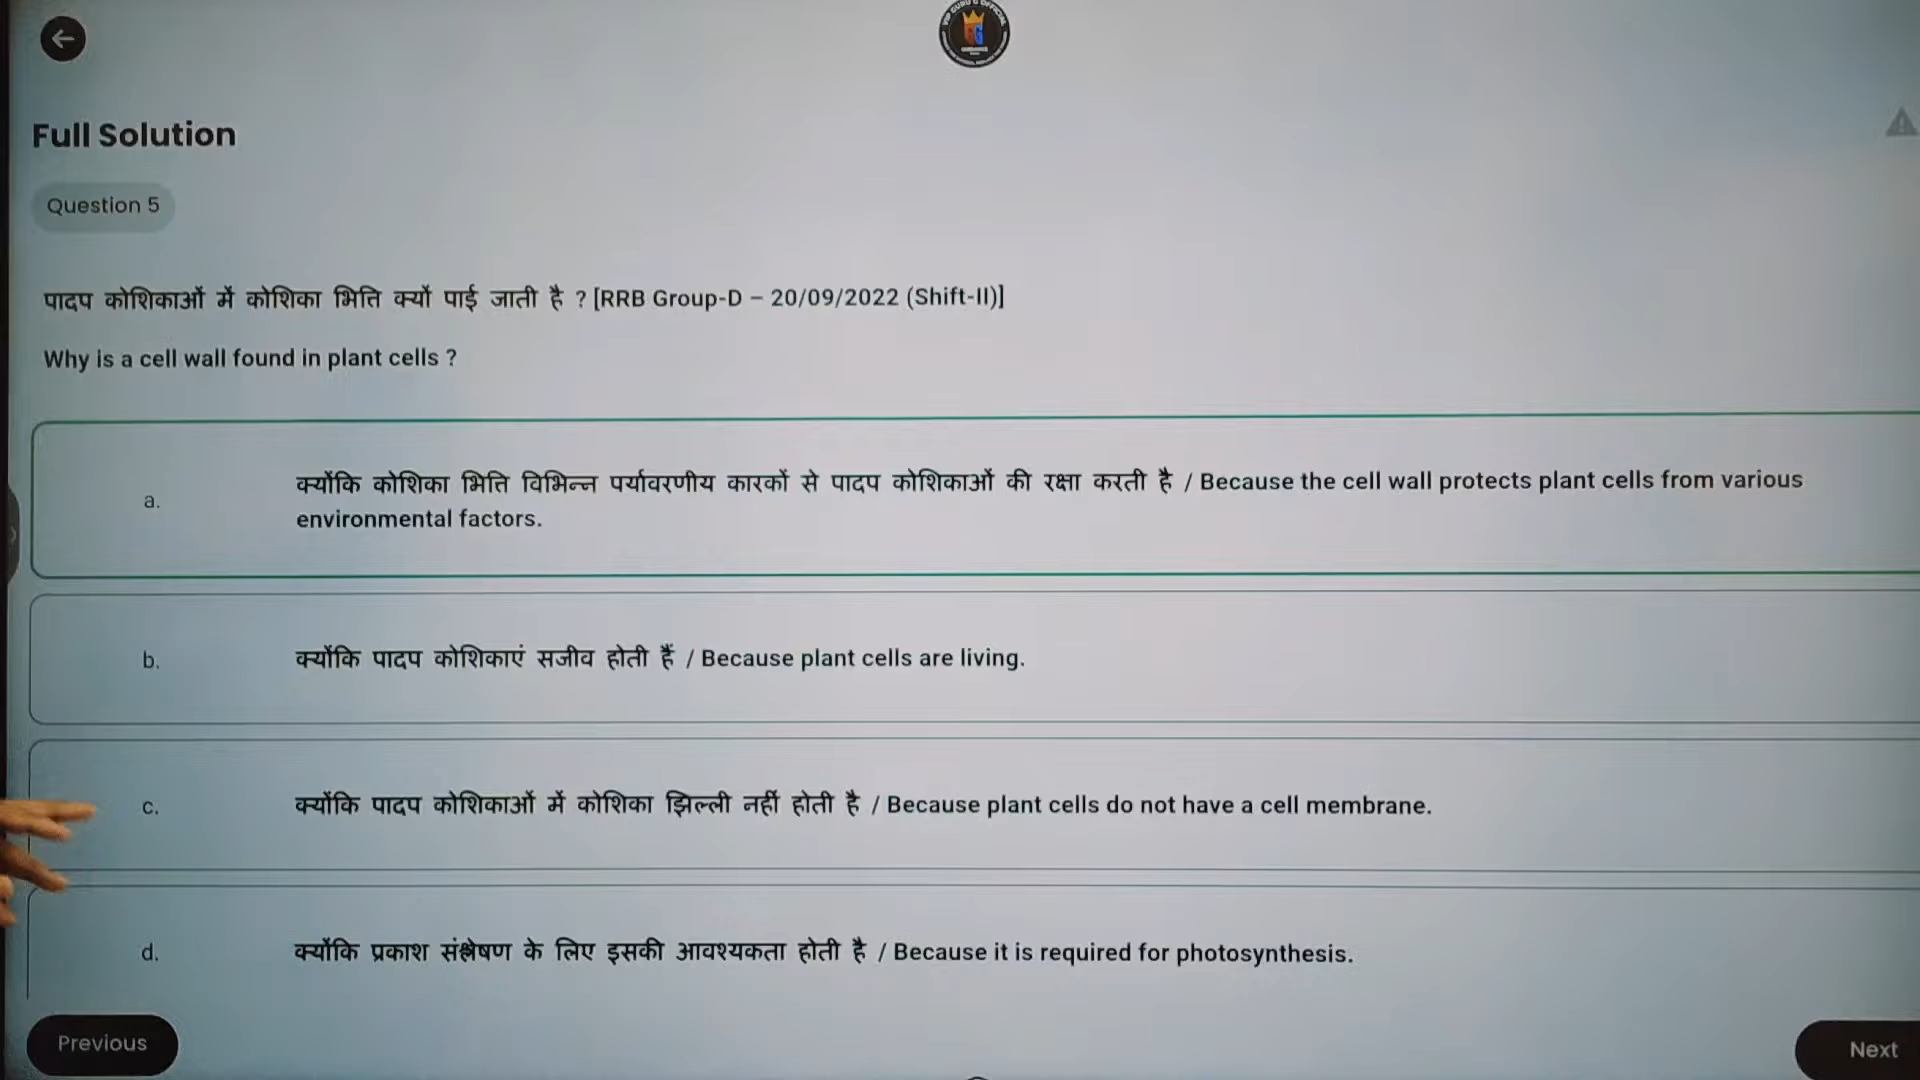 VIP GURU G OFFICIAL
Full Solution
Question 5
पादप कोशिकाओं में कोशिका भित्ति क्यों पाई जाती है ? [RRB Group-D – 20/09/2022 (Shift-II)]
Why is a cell wall found in plant cells ?
a.
क्योंकि कोशिका भित्ति विभिन्न पर्यावरणीय कारकों से पादप कोशिकाओं की रक्षा करती है / Because the cell wall protects plant cells from various
environmental factors.
b.
क्योंकि पादप कोशिकाएं सजीव होती हैं / Because plant cells are living.
c.
क्योंकि पादप कोशिकाओं में कोशिका झिल्ली नहीं होती है / Because plant cells do not have a cell membrane.
d.
क्योंकि प्रकाश संश्लेषण के लिए इसकी आवश्यकता होती है / Because it is required for photosynthesis.
Previous
Next